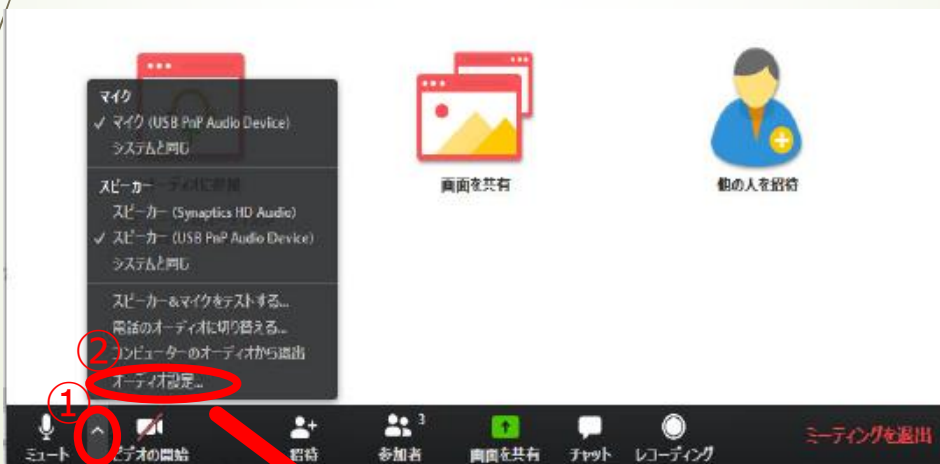 マイク
✓ マイク (USB PnP Audio Device)
システムと同じ
スピーカー
スピーカー (Synaptics HD Audio)
✓ スピーカー (USB PnP Audio Device)
システムと同じ
スピーカー&マイクをテストする...
電話のオーディオに切り替える...
コンピューターのオーディオから退出
オーディオ設定...
②
①
画面を共有
他の人を招待
ミュート
ビデオの開始
招待
参加者
3
画面を共有
チャット
レコーディング
ミーティングを退出